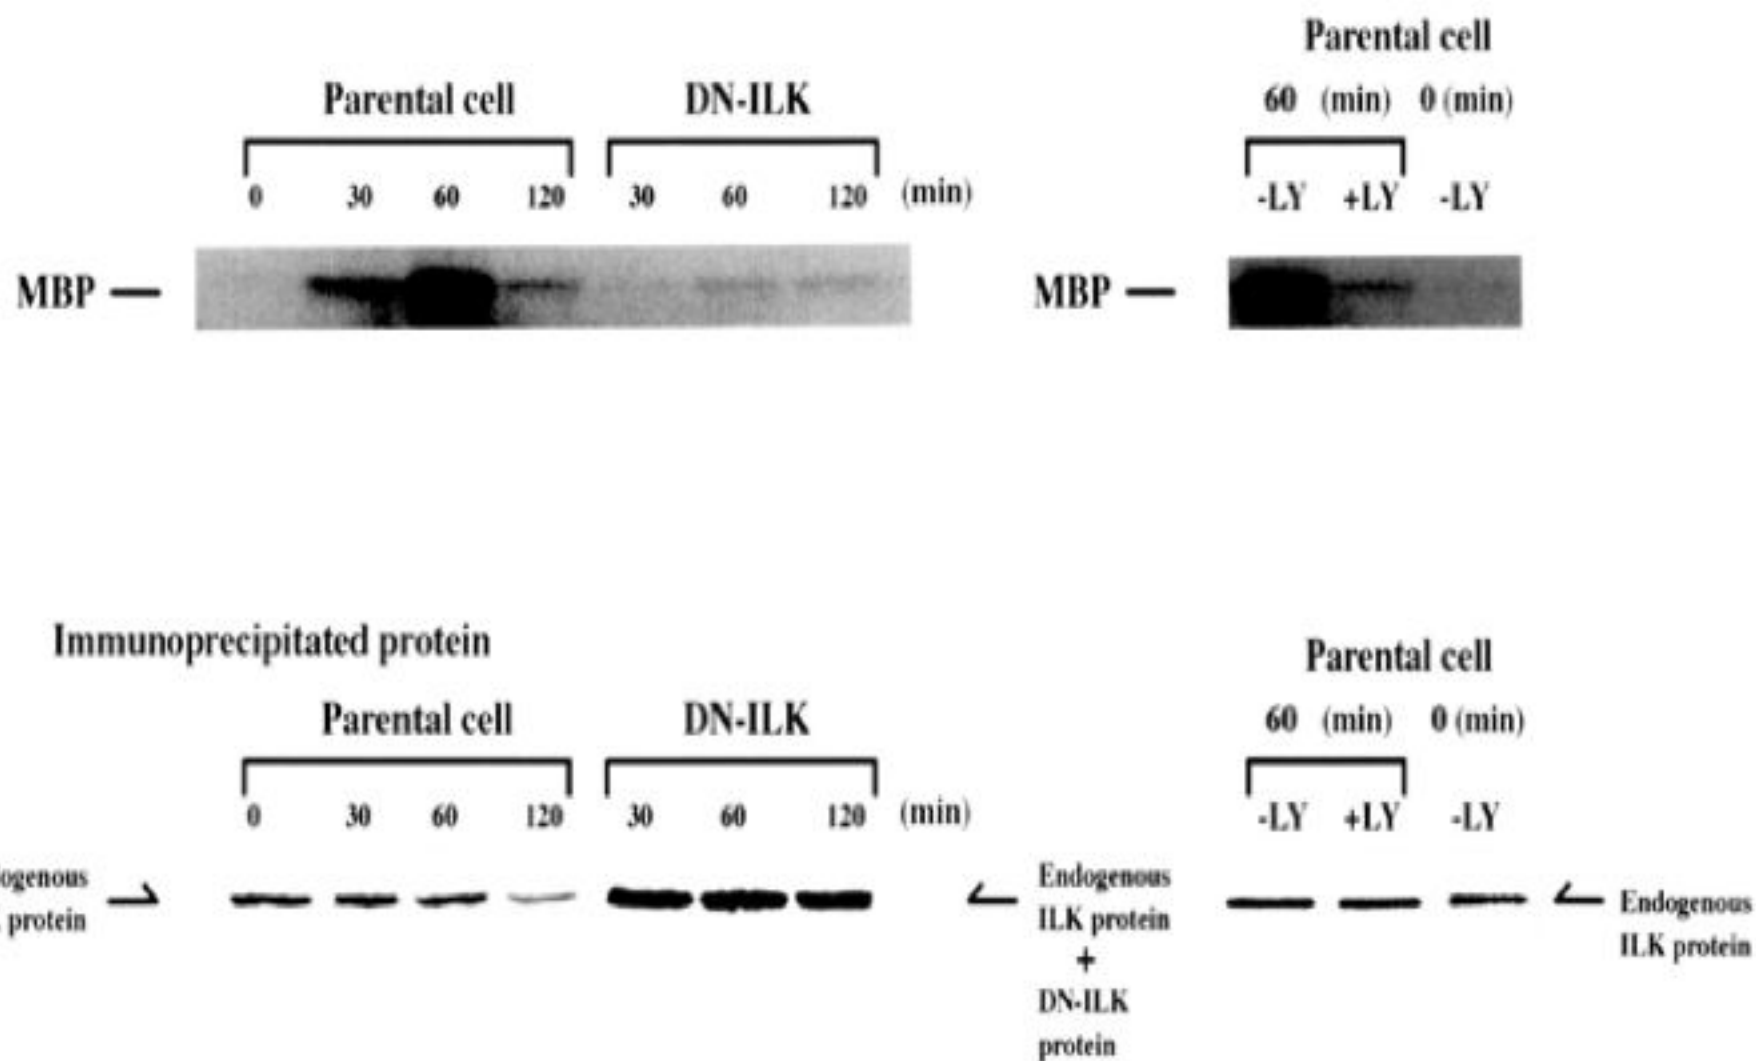 Parental cell DN-ILK
0 30 60 120 30 60 120 (min)
MBP
Parental cell
60 (min) 0 (min)
-LY +LY -LY
MBP
Immunoprecipitated protein
Parental cell DN-ILK
0 30 60 120 30 60 120 (min)
ogenous
protein
Endogenous
ILK protein
+
DN-ILK
protein
Parental cell
60 (min) 0 (min)
-LY +LY -LY
Endogenous
ILK protein